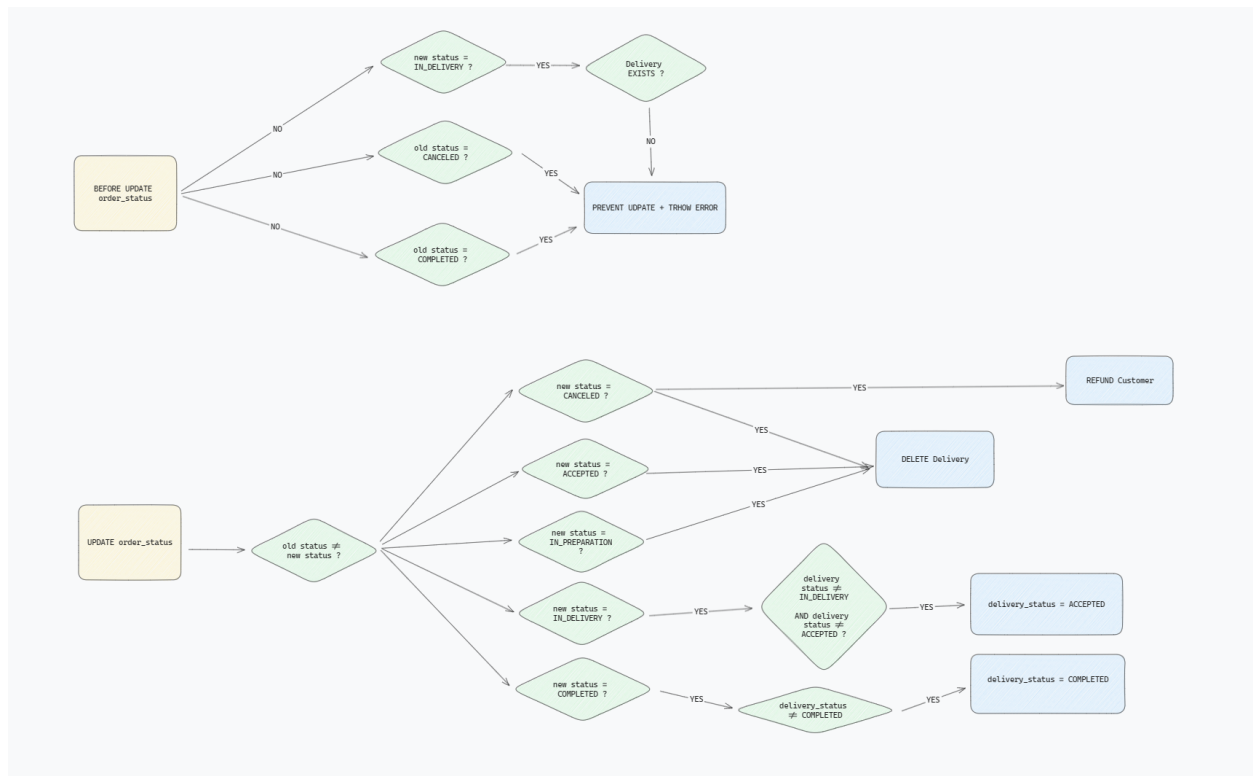 new status =
IN_DELIVERY ?
YES
Delivery
EXISTS ?
NO
NO
old status =
CANCELED ?
NO
YES
BEFORE UPDATE
order_status
PREVENT UDPATE + TRHOW ERROR
NO
old status =
COMPLETED ?
YES
new status =
CANCELED ?
YES
REFUND Customer
YES
new status =
ACCEPTED ?
YES
DELETE Delivery
YES
UPDATE order_status
old status ≠
new status ?
new status =
IN_PREPARATION
?
new status =
IN_DELIVERY ?
YES
delivery
status ≠
IN_DELIVERY
AND delivery
status ≠
ACCEPTED ?
YES
delivery_status = ACCEPTED
new status =
COMPLETED ?
YES
delivery_status
≠ COMPLETED
YES
delivery_status = COMPLETED